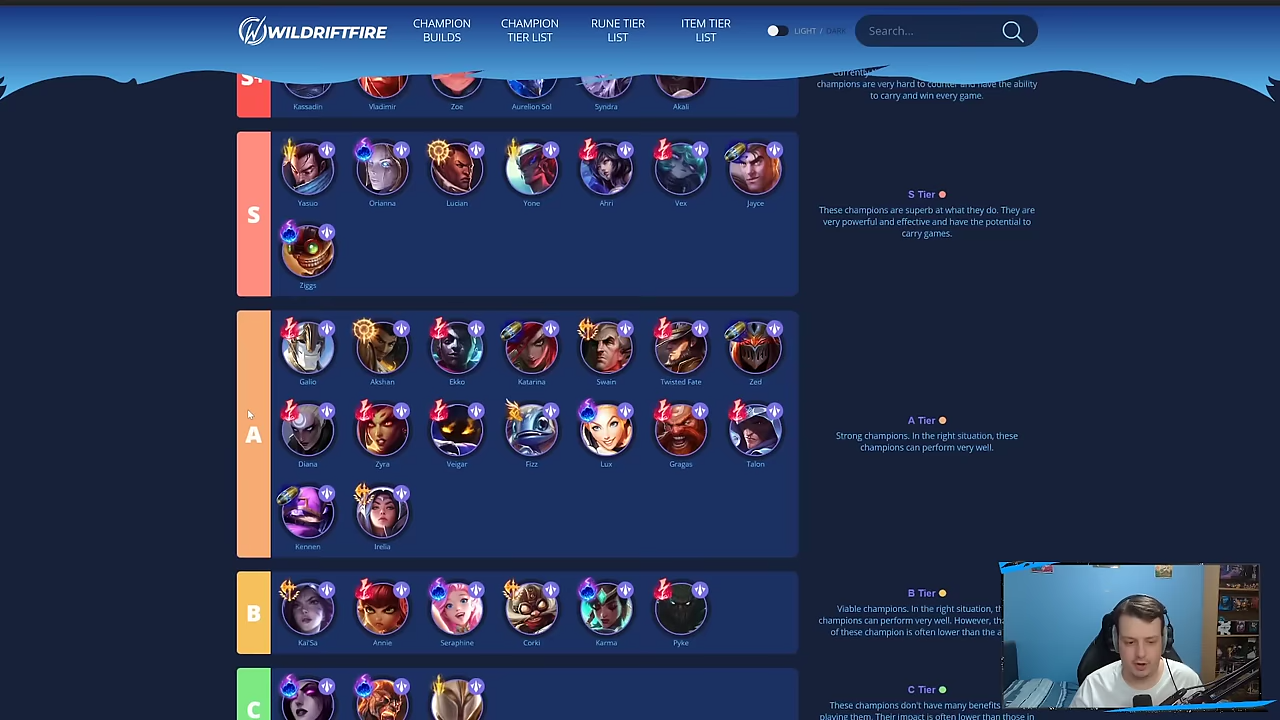 WILDRIFTFIRE
CHAMPION
BUILDS
CHAMPION
TIER LIST
RUNE TIER
LIST
ITEM TIER
LIST
LIGHT / DARK
Search...
S+
Kassadin Vladimir Zoe Aurelion Sol Syndra Akali
champions are very hard to counter and have the ability
to carry and win every game.
S
Yasuo Orianna Lucian Yone Ahri Vex Jayce
Ziggs
S Tier
These champions are superb at what they do. They are
very powerful and effective and have the potential to
carry games.
A
Galio Akshan Ekko Katarina Swain Twisted Fate Zed
Diana Zyra Veigar Fizz Lux Gragas Talon
Kennen Irelia
A Tier
Strong champions. In the right situation, these
champions can perform very well.
B
Kai'Sa Annie Seraphine Corki Karma Pyke
B Tier
Viable champions. In the right situation,
champions can perform very well. However,
of these champion is often lower than the
C
C Tier
These champions don't have many benefits
playing them. Their impact is often lower than those in